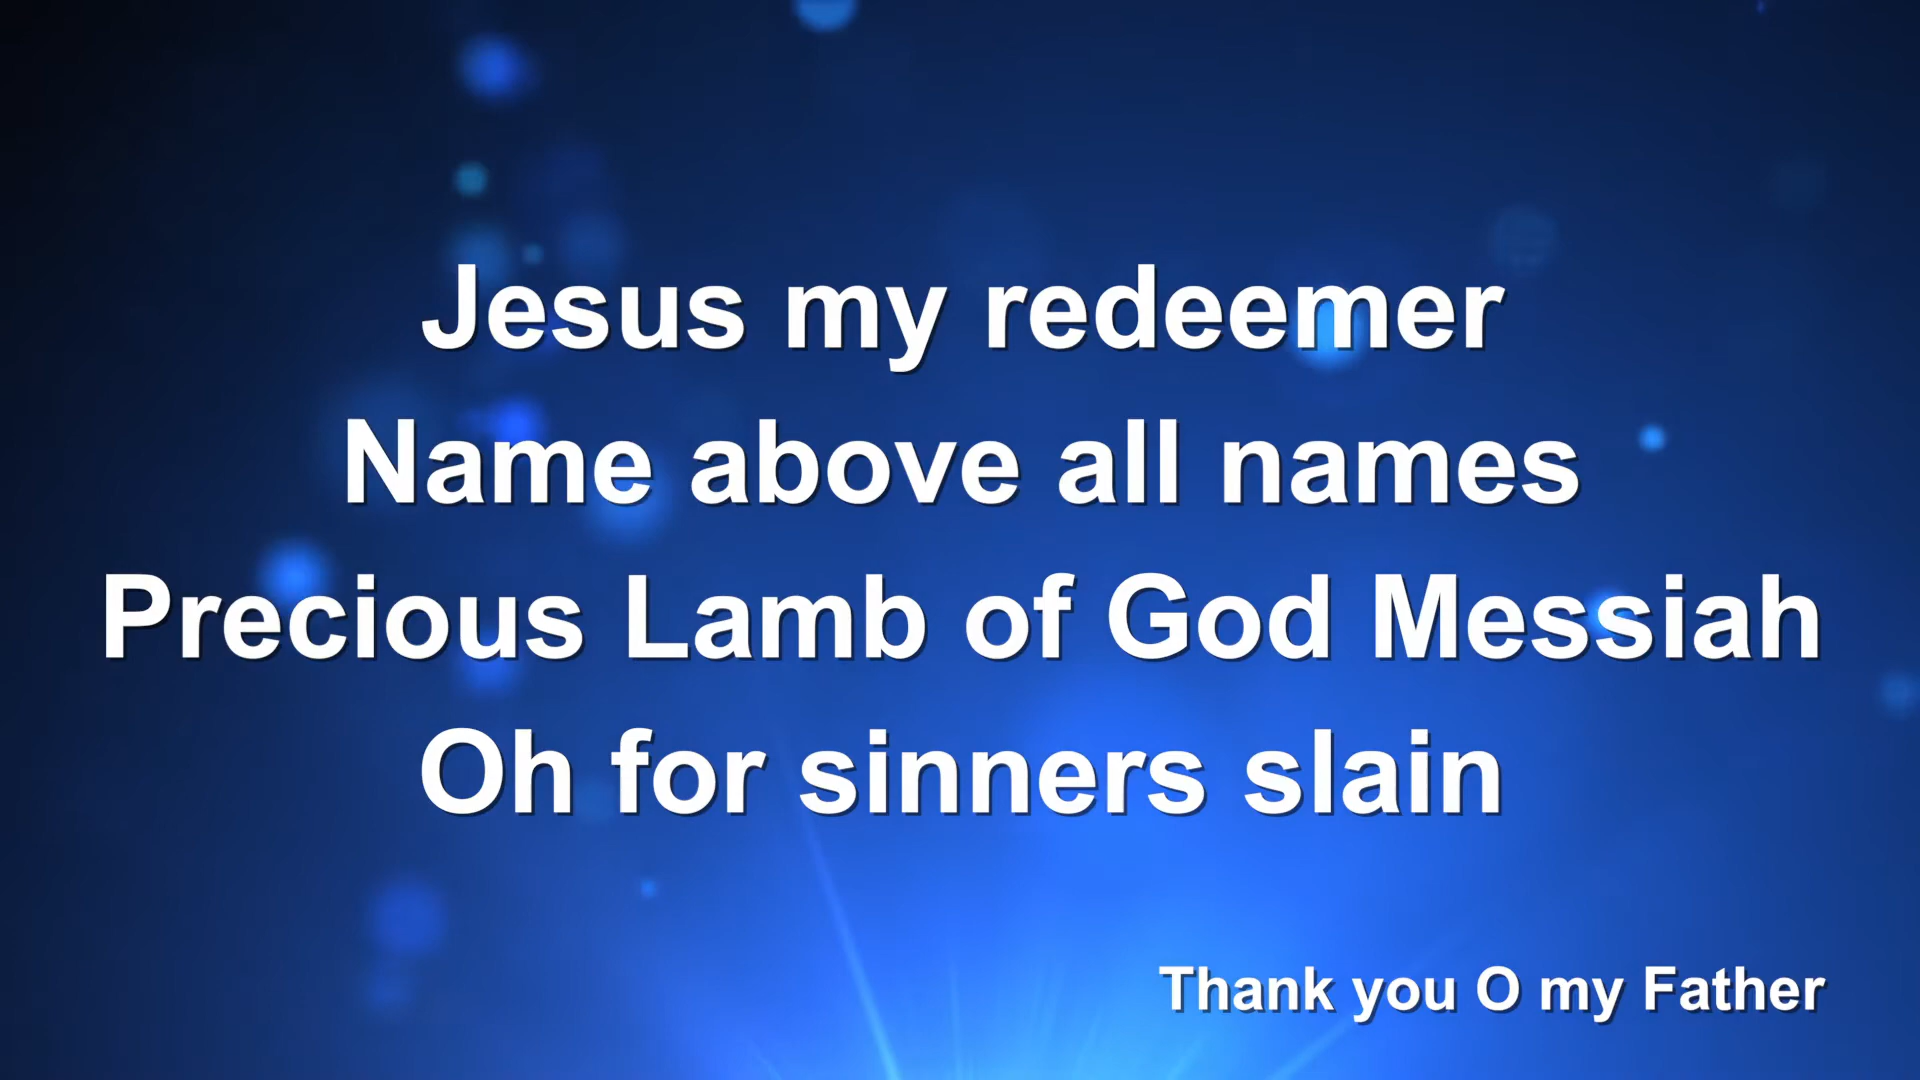 Jesus my redeemer
Name above all names
Precious Lamb of God Messiah
Oh for sinners slain
Thank you O my Father